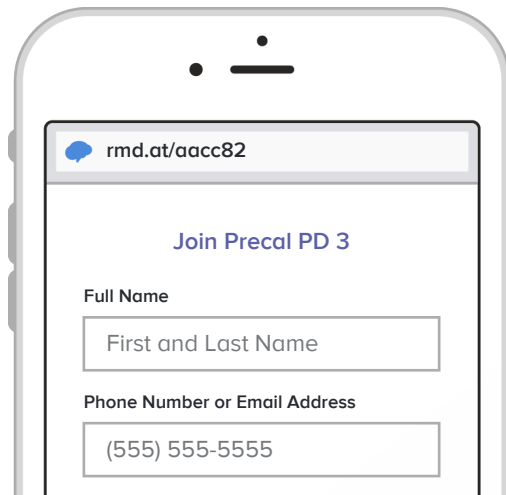 rmd.at/aacc82
Join Precal PD 3
Full Name
First and Last Name
Phone Number or Email Address
(555) 555-5555